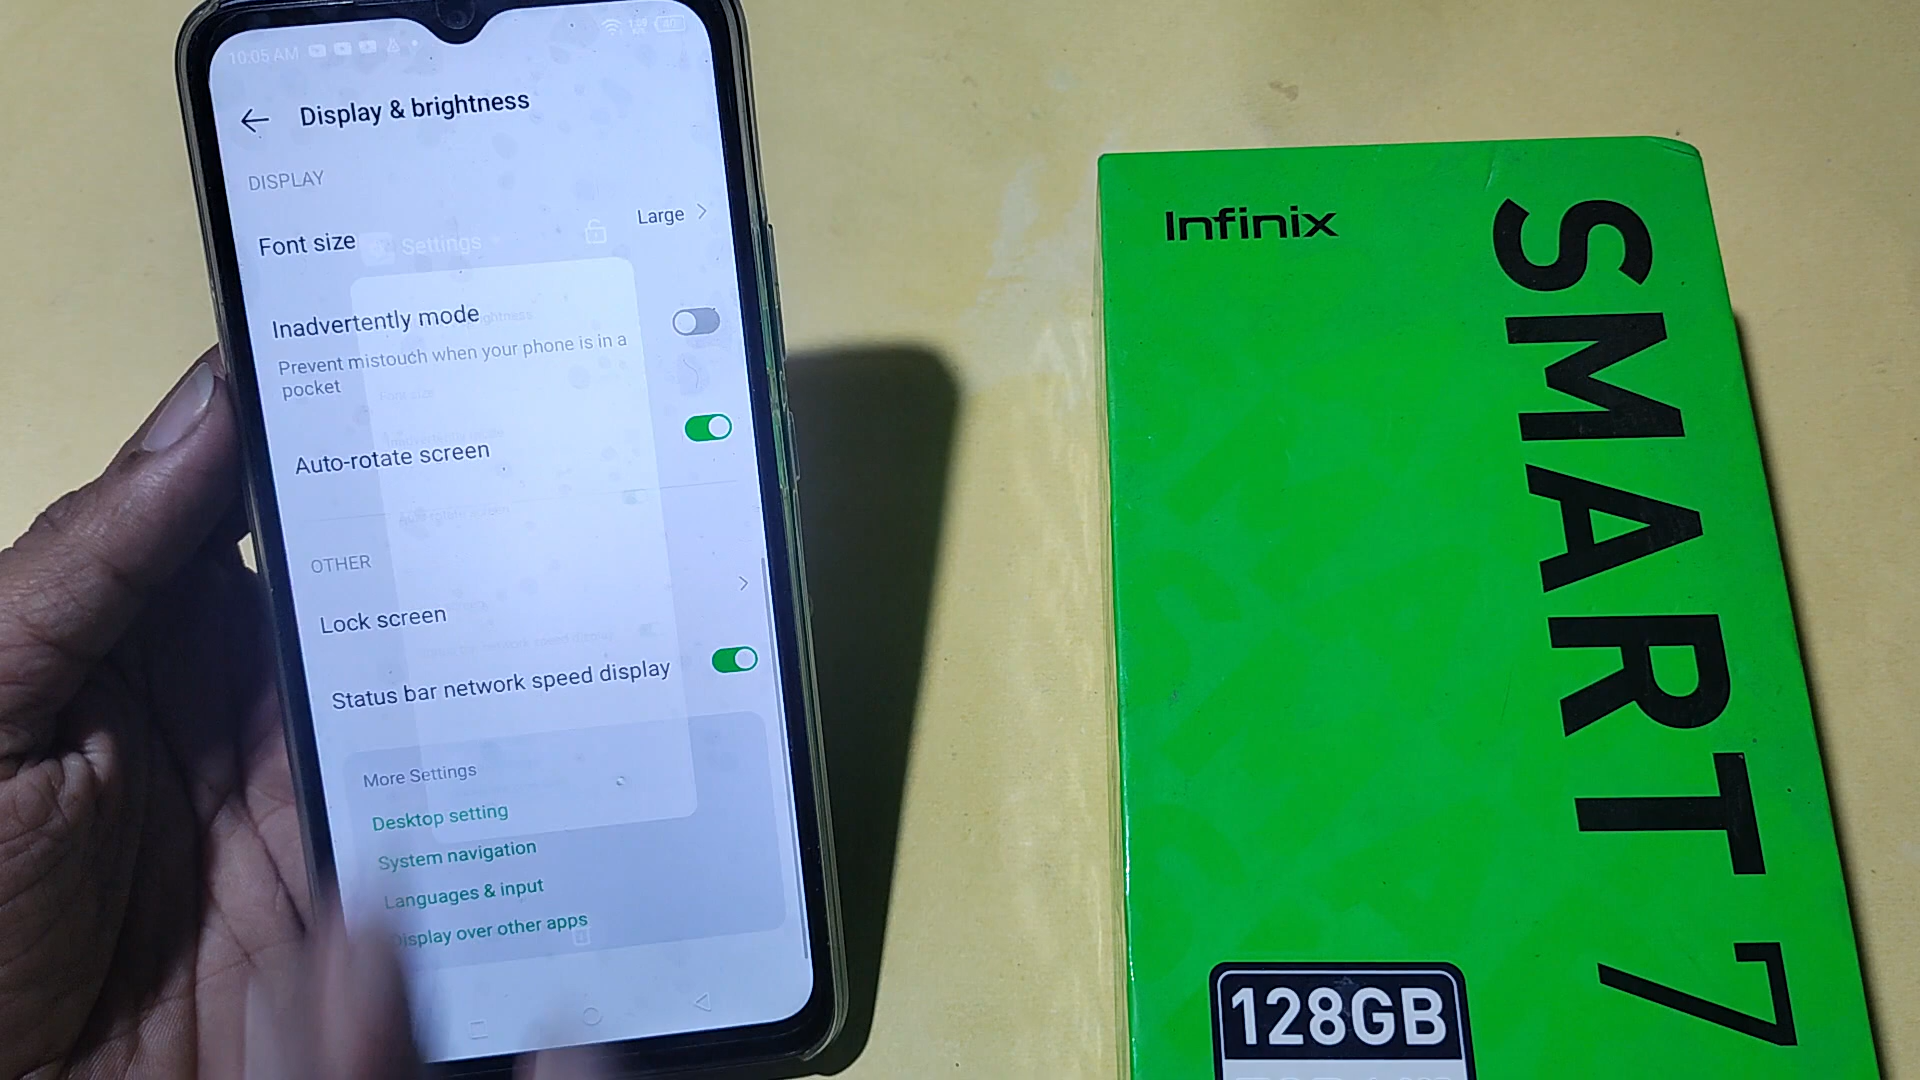 10:05 AM
Display & brightness
DISPLAY
Font size
Large
Settings
Inadvertently mode
Prevent mistouch when your phone is in a
pocket
Font size
Auto-rotate screen
OTHER
Lock screen
Status bar network speed display
More Settings
Desktop setting
System navigation
Languages & input
Display over other apps
Infinix
SMART 7
128GB